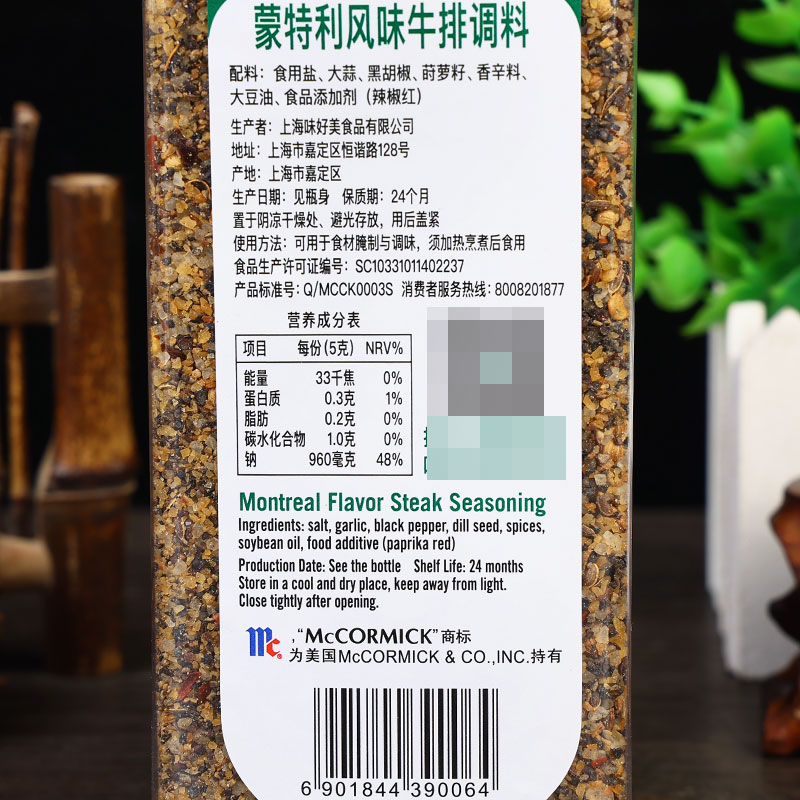 蒙特利风味牛排调料
配料：食用盐、大蒜、黑胡椒、莳萝籽、香辛料、
大豆油、食品添加剂（辣椒红）
生产者：上海味好美食品有限公司
地址：上海市嘉定区恒谐路128号
产地：上海市嘉定区
生产日期：见瓶身 保质期：24个月
置于阴凉干燥处、避光存放，用后盖紧
使用方法：可用于食材腌制与调味，须加热烹煮后食用
食品生产许可证编号：SC10331011402237
产品标准号：Q/MCCK0003S 消费者服务热线：8008201877
营养成分表
项目 每份(5克) NRV%
能量 33千焦 0%
蛋白质 0.3克 1%
脂肪 0.2克 0%
碳水化合物 1.0克 0%
钠 960毫克 48%
Montreal Flavor Steak Seasoning
Ingredients: salt, garlic, black pepper, dill seed, spices,
soybean oil, food additive (paprika red)
Production Date: See the bottle Shelf Life: 24 months
Store in a cool and dry place, keep away from light.
Close tightly after opening.
Mc ,“McCORMICK”商标
为美国McCORMICK & CO.,INC.持有
6 901844 390064